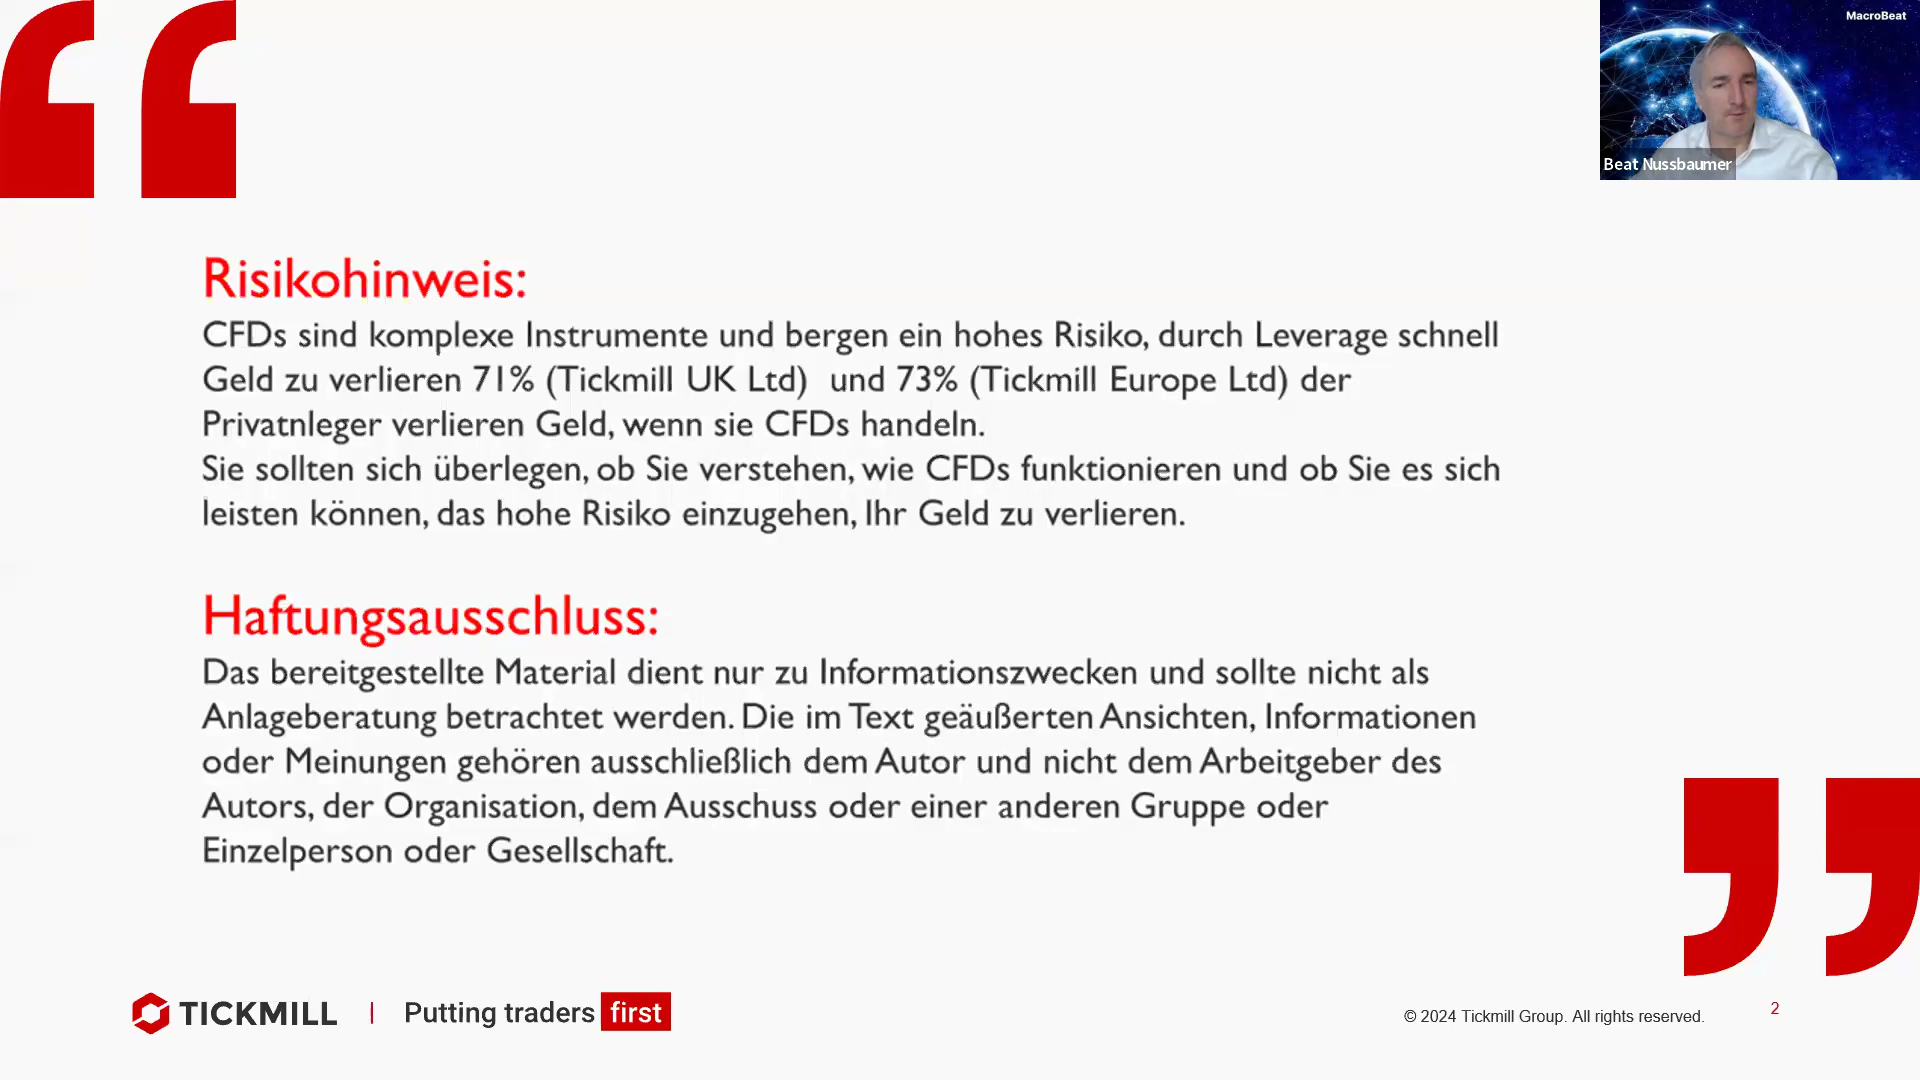 MacroBeat
Beat Nussbaumer
Risikohinweis:
CFDs sind komplexe Instrumente und bergen ein hohes Risiko, durch Leverage schnell
Geld zu verlieren 71% (Tickmill UK Ltd)  und 73% (Tickmill Europe Ltd) der
Privatnleger verlieren Geld, wenn sie CFDs handeln.
Sie sollten sich überlegen, ob Sie verstehen, wie CFDs funktionieren und ob Sie es sich
leisten können, das hohe Risiko einzugehen, Ihr Geld zu verlieren.
Haftungsausschluss:
Das bereitgestellte Material dient nur zu Informationszwecken und sollte nicht als
Anlageberatung betrachtet werden. Die im Text geäußerten Ansichten, Informationen
oder Meinungen gehören ausschließlich dem Autor und nicht dem Arbeitgeber des
Autors, der Organisation, dem Ausschuss oder einer anderen Gruppe oder
Einzelperson oder Gesellschaft.
TICKMILL | Putting traders first
© 2024 Tickmill Group. All rights reserved.
2